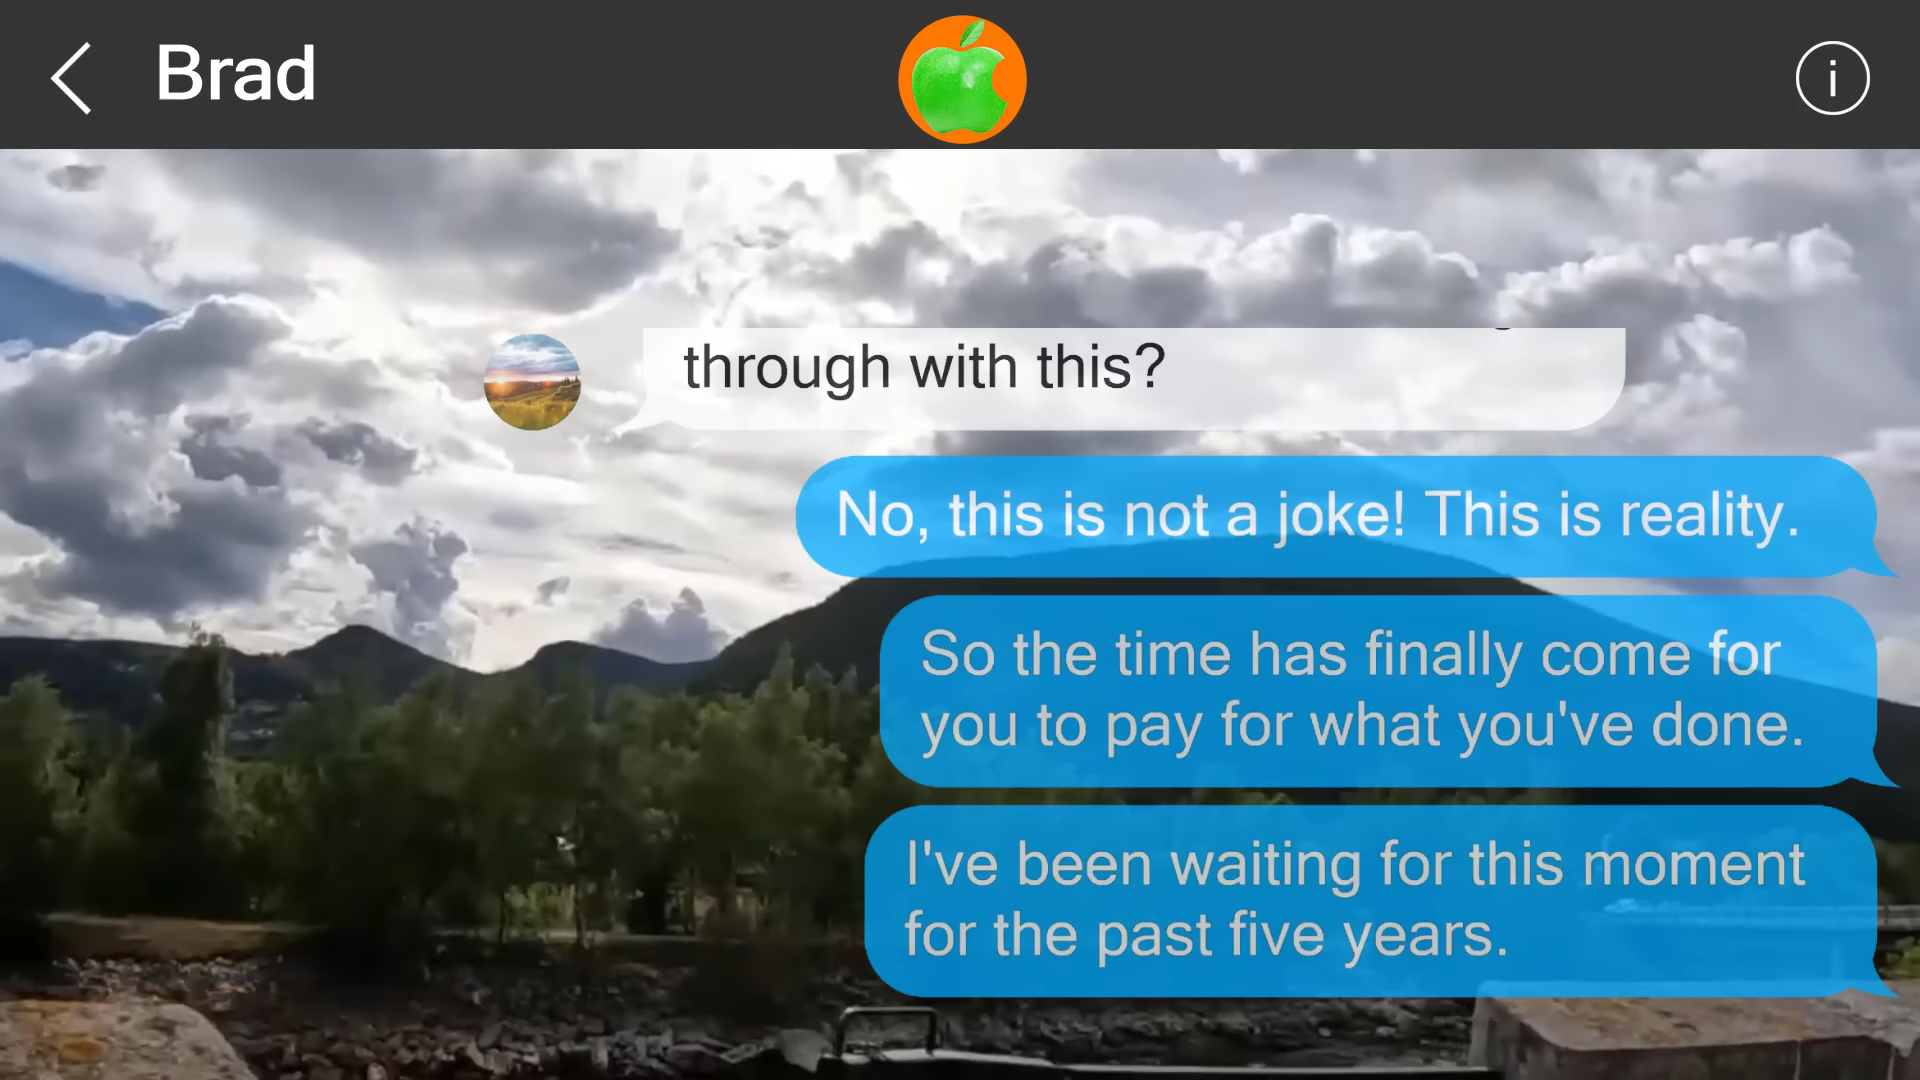 Brad
through with this?
No, this is not a joke! This is reality.
So the time has finally come for
you to pay for what you've done.
I've been waiting for this moment
for the past five years.